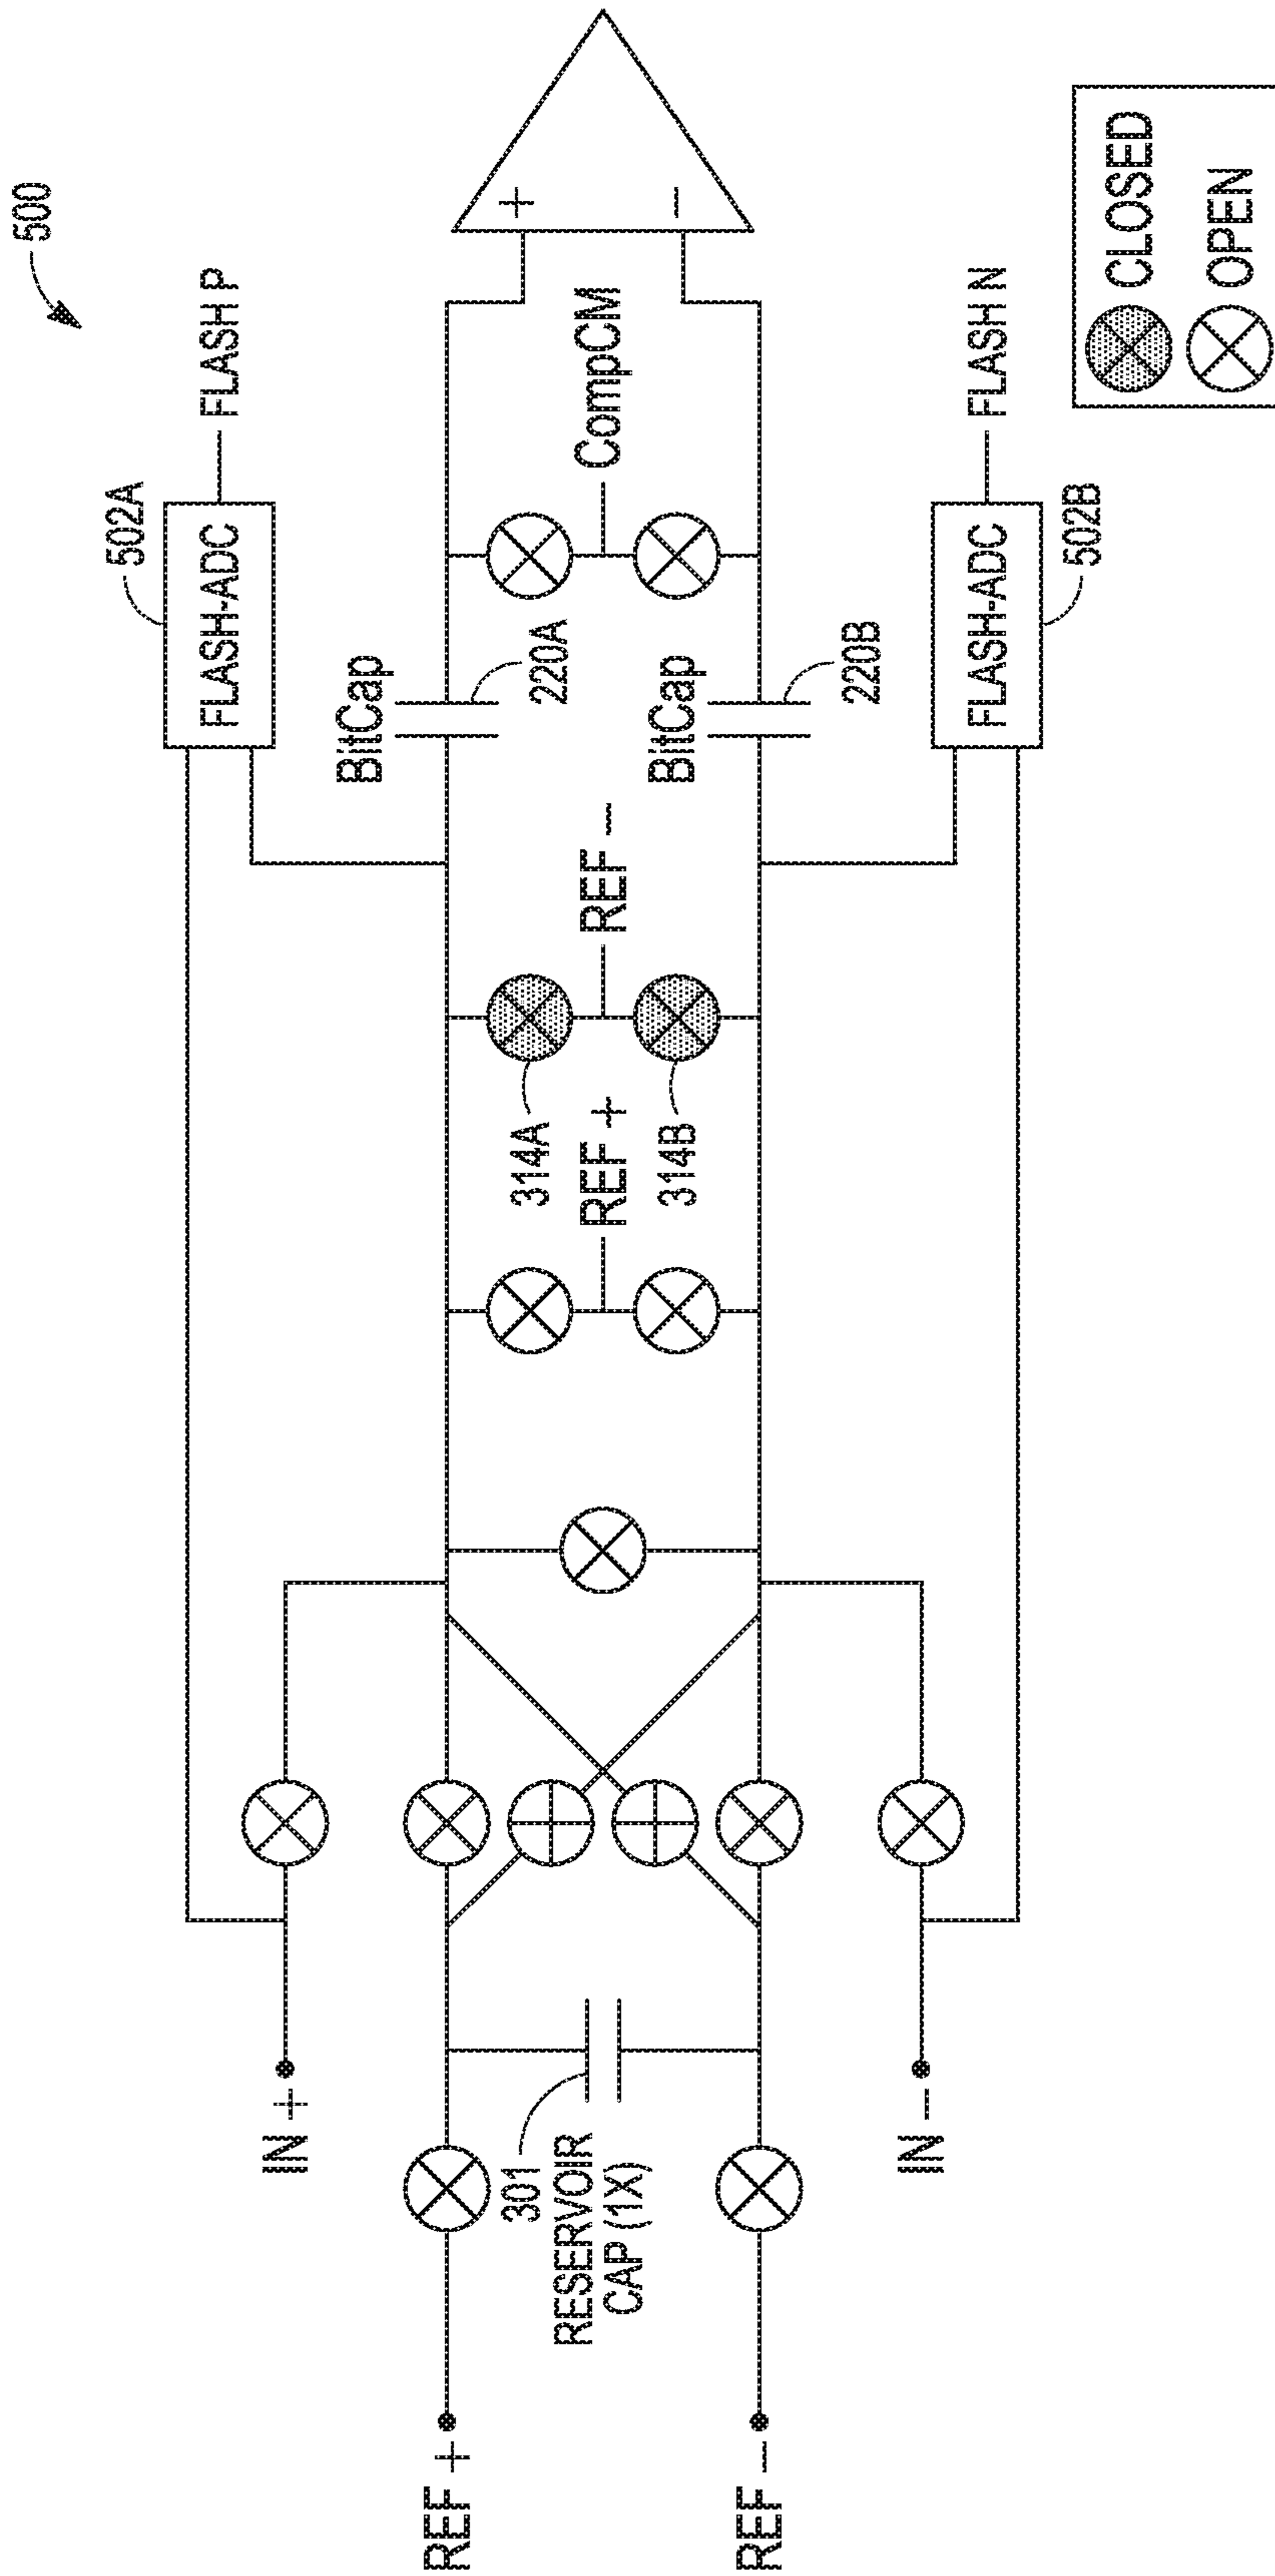 500
502A
FLASH-ADC
FLASH P
IN +
BitCap
220A
REF +
301
RESERVOIR
CAP (1X)
314A
REF +
314B
REF −
CompCM
+
−
BitCap
220B
REF −
IN −
FLASH-ADC
FLASH N
502B
CLOSED
OPEN